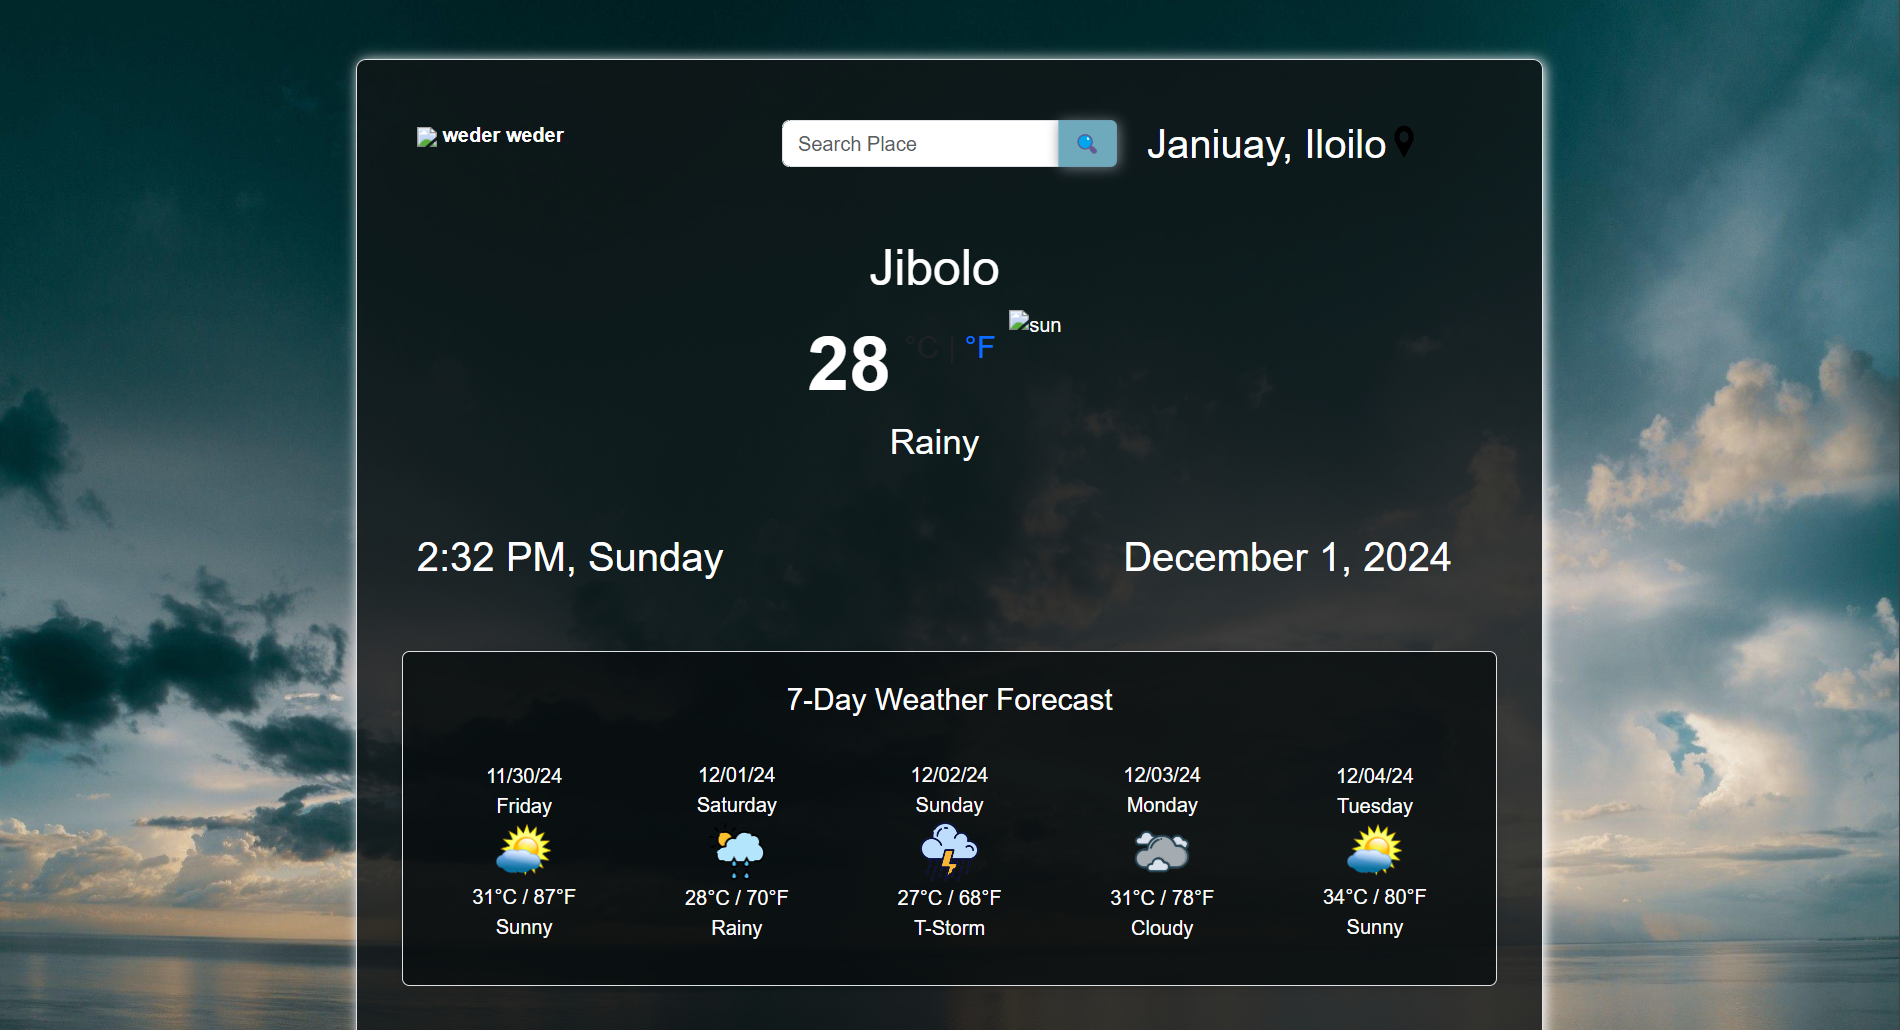 weder weder
Search Place
Janiuay, Iloilo
Jibolo
28 °C | °F
sun
Rainy
2:32 PM, Sunday
December 1, 2024
7-Day Weather Forecast
11/30/24
Friday
31°C / 87°F
Sunny
12/01/24
Saturday
28°C / 70°F
Rainy
12/02/24
Sunday
27°C / 68°F
T-Storm
12/03/24
Monday
31°C / 78°F
Cloudy
12/04/24
Tuesday
34°C / 80°F
Sunny